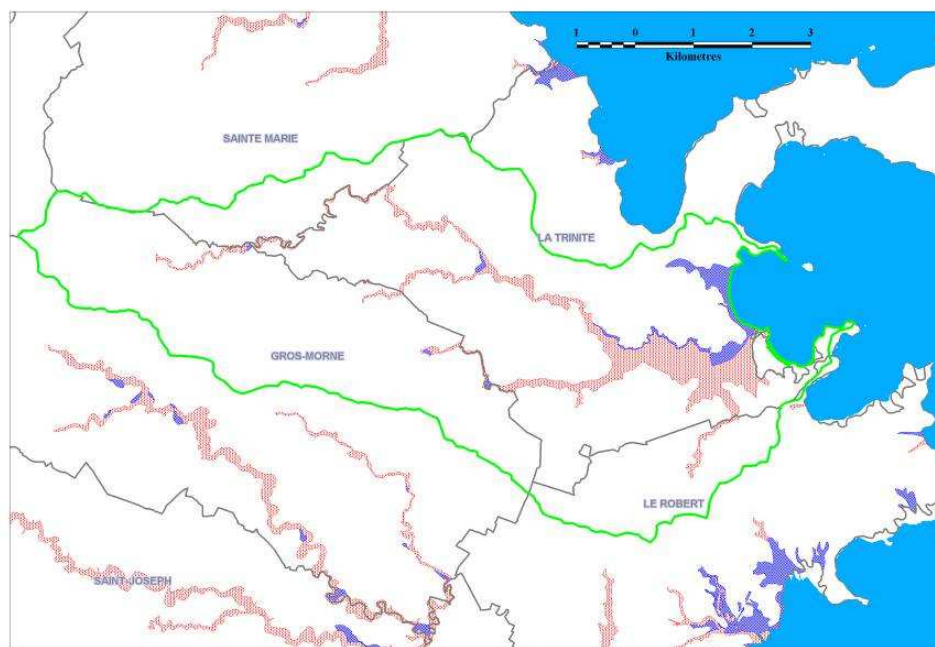 1 0 1 2 3
Kilometres
SAINTE MARIE
LA TRINITE
GROS-MORNE
LE ROBERT
SAINT-JOSEPH